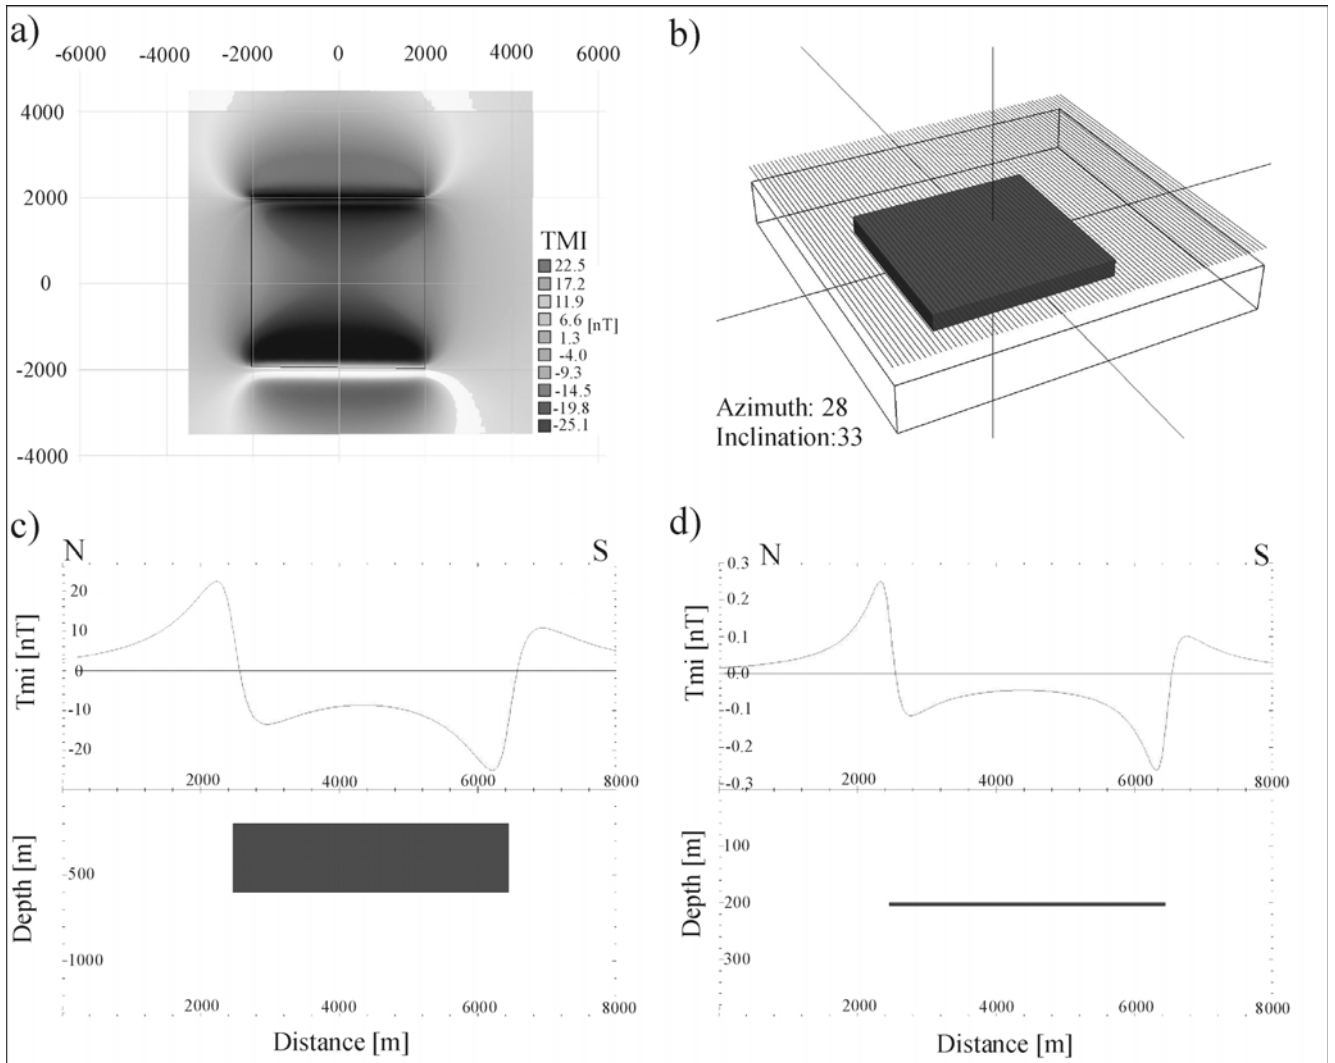 a)
-6000 -4000 -2000 0 2000 4000 6000
4000
2000
0
-2000
-4000
TMI
22.5
17.2
11.9
6.6
1.3
[nT]
-4.0
-9.3
-14.5
-19.8
-25.1
b)
Azimuth: 28
Inclination:33
c)
N S
Tmi [nT]
20
10
0
-10
-20
2000 4000 6000 8000
Depth [m]
500
1000
2000 4000 6000 8000
Distance [m]
d)
N S
Tmi [nT]
0.3
0.2
0.1
0.0
-0.1
-0.2
-0.3
2000 4000 6000 8000
Depth [m]
100
200
300
2000 4000 6000 8000
Distance [m]